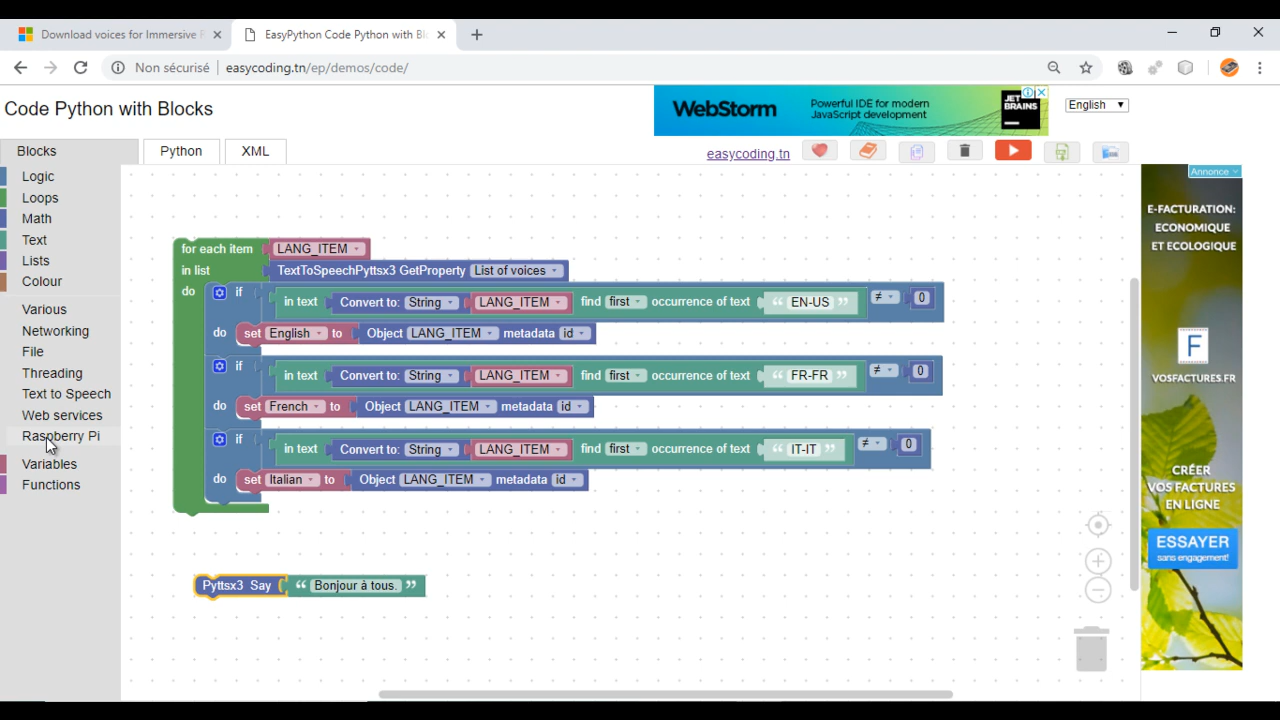 Download voices for Immersive R
EasyPython Code Python with Bl
Non sécurisé
easycoding.tn/ep/demos/code/
Code Python with Blocks
WebStorm
Powerful IDE for modern
JavaScript development
JET
BRAINS
English
Blocks
Python
XML
easycoding.tn
Logic
Loops
Math
Text
Lists
Colour
Various
Networking
File
Threading
Text to Speech
Web services
Raspberry Pi
Variables
Functions
for each item LANG_ITEM
in list TextToSpeechPyttsx3 GetProperty List of voices
do if in text Convert to: String LANG_ITEM find first occurrence of text “ EN-US ” ≠ 0
do set English to Object LANG_ITEM metadata id
if in text Convert to: String LANG_ITEM find first occurrence of text “ FR-FR ” ≠ 0
do set French to Object LANG_ITEM metadata id
if in text Convert to: String LANG_ITEM find first occurrence of text “ IT-IT ” ≠ 0
do set Italian to Object LANG_ITEM metadata id
Pyttsx3 Say “ Bonjour à tous. ”
Annonce
E-FACTURATION:
ECONOMIQUE
ET ECOLOGIQUE
F
VOSFACTURES.FR
CRÉER
VOS FACTURES
EN LIGNE
ESSAYER
sans engagement!